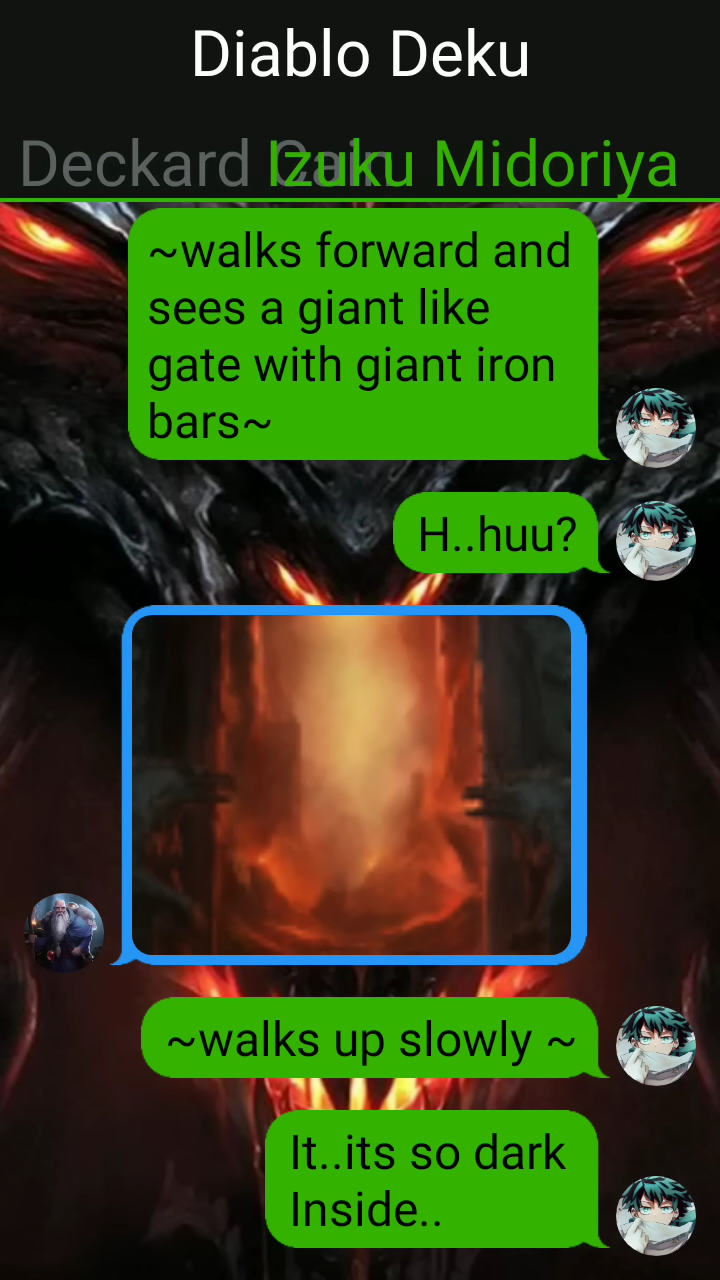 Diablo Deku
Deckard Cain Izuku Midoriya
~walks forward and
sees a giant like
gate with giant iron
bars~
H..huu?
~walks up slowly ~
It..its so dark
Inside..